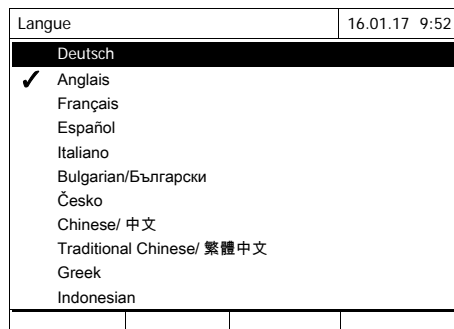 Langue 16.01.17 9:52
Deutsch
✓ Anglais
Français
Español
Italiano
Bulgarian/Български
Česko
Chinese/ 中文
Traditional Chinese/ 繁體中文
Greek
Indonesian